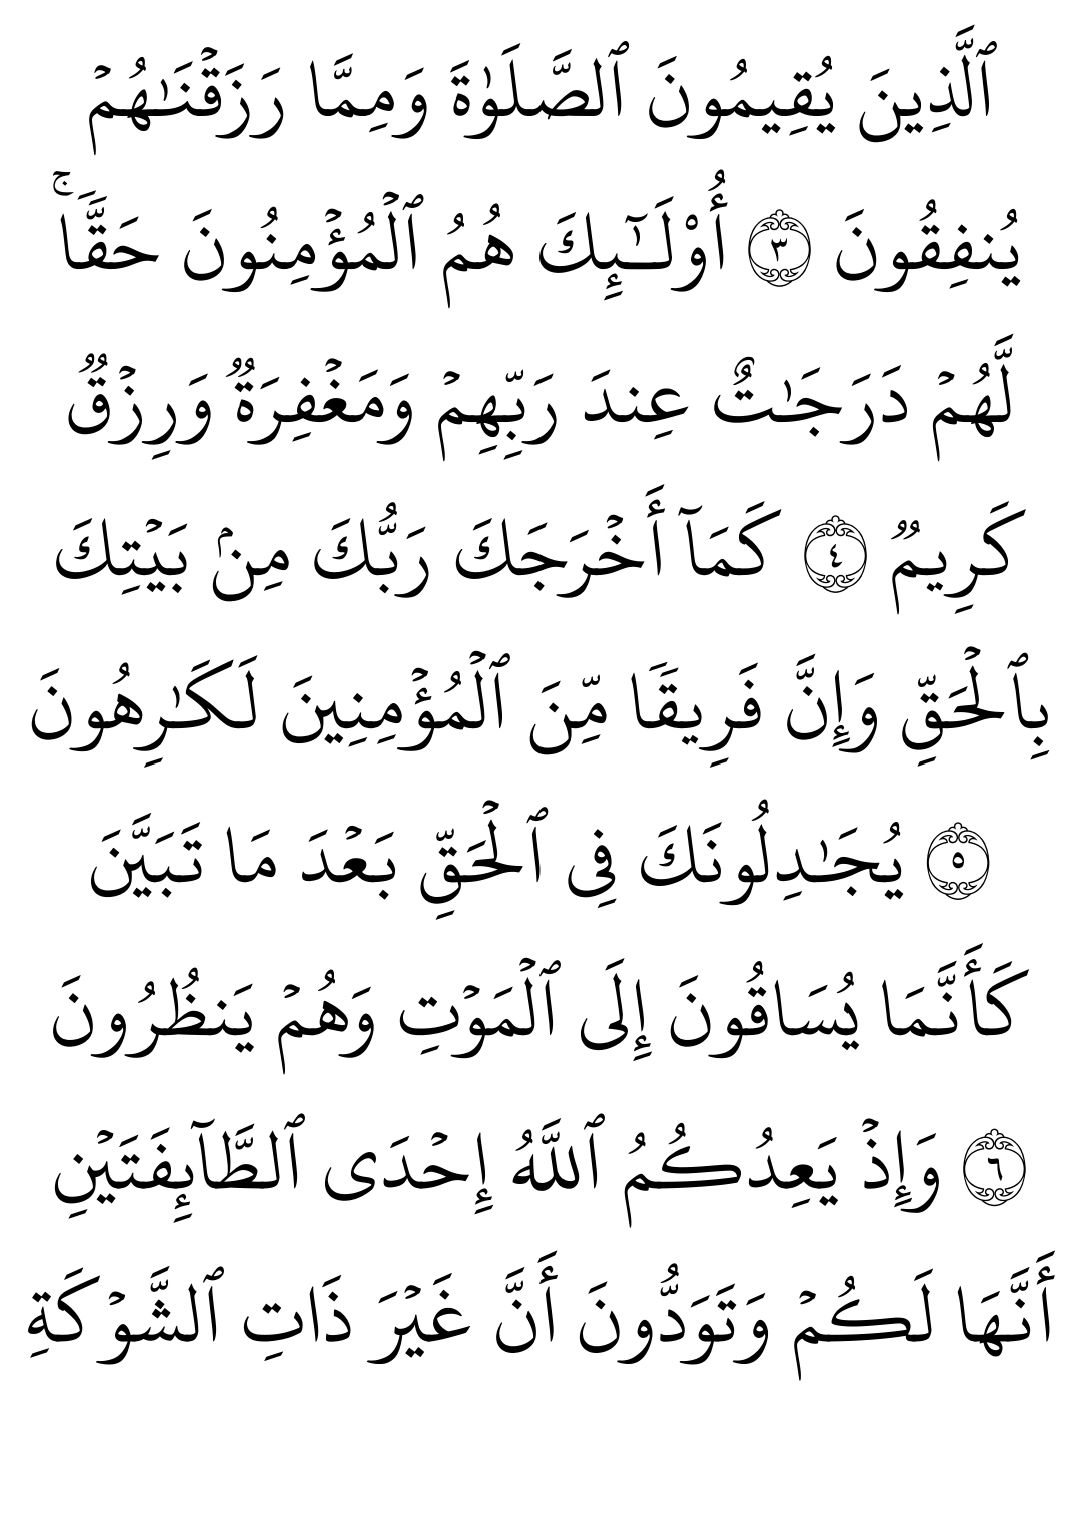 ٱلَّذِينَ يُقِيمُونَ ٱلصَّلَوٰةَ وَمِمَّا رَزَقۡنَـٰهُمۡ
يُنفِقُونَ ٣ أُوْلَـٰٓئِكَ هُمُ ٱلۡمُؤۡمِنُونَ حَقࣰّاۚ
لَّهُمۡ دَرَجَـٰتٌ عِندَ رَبِّهِمۡ وَمَغۡفِرَةࣱ وَرِزۡقࣱ
كَرِيمࣱ ٤ كَمَاۤ أَخۡرَجَكَ رَبُّكَ مِنۢ بَيۡتِكَ
بِٱلۡحَقِّ وَإِنَّ فَرِيقࣰا مِّنَ ٱلۡمُؤۡمِنِينَ لَكَـٰرِهُونَ
٥ يُجَـٰدِلُونَكَ فِى ٱلۡحَقِّ بَعۡدَ مَا تَبَيَّنَ
كَأَنَّمَا يُسَاقُونَ إِلَى ٱلۡمَوۡتِ وَهُمۡ يَنظُرُونَ
٦ وَإِذۡ يَعِدُكُمُ ٱللَّهُ إِحۡدَى ٱلطَّاۤئِفَتَيۡنِ
أَنَّهَا لَكُمۡ وَتَوَدُّونَ أَنَّ غَيۡرَ ذَاتِ ٱلشَّوۡكَةِ